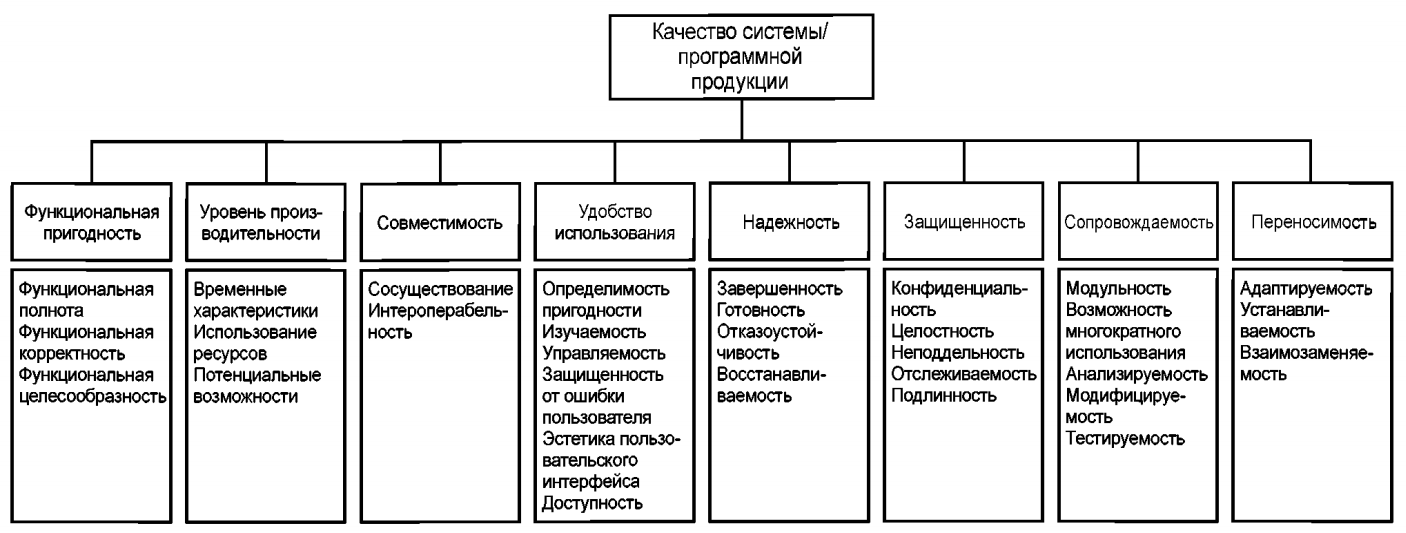 Качество системы/
программной
продукции
Функциональная
пригодность
Уровень произ-
водительности
Совместимость
Удобство
использования
Надежность
Защищенность
Сопровождаемость
Переносимость
Функциональная
полнота
Функциональная
корректность
Функциональная
целесообразность
Временные
характеристики
Использование
ресурсов
Потенциальные
возможности
Сосуществование
Интероперабель-
ность
Определимость
пригодности
Изучаемость
Управляемость
Защищенность
от ошибки
пользователя
Эстетика пользо-
вательского
интерфейса
Доступность
Завершенность
Готовность
Отказоустой-
чивость
Восстанавли-
ваемость
Конфиденциаль-
ность
Целостность
Неподдельность
Отслеживаемость
Подлинность
Модульность
Возможность
многократного
использования
Анализируемость
Модифицируе-
мость
Тестируемость
Адаптируемость
Устанавли-
ваемость
Взаимозаменяе-
мость